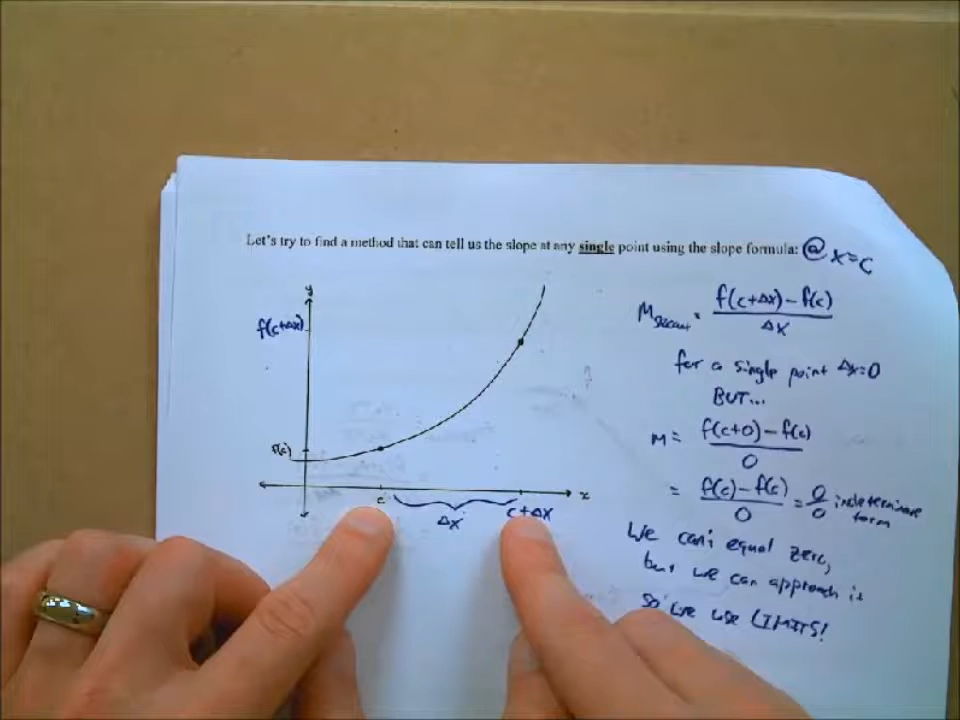 Let's try to find a method that can tell us the slope at any single point using the slope formula: @ x=c
y
f(c+Δx)
f(c)
c
Δx
c+Δx
x
M secant = f(c+Δx)-f(c)
Δx
for a single point Δx=0
BUT...
M = f(c+0)-f(c)
0
= f(c)-f(c) = 0 indeterminate
0 0 form
We can't equal zero,
but we can approach it
so we use LIMITS!